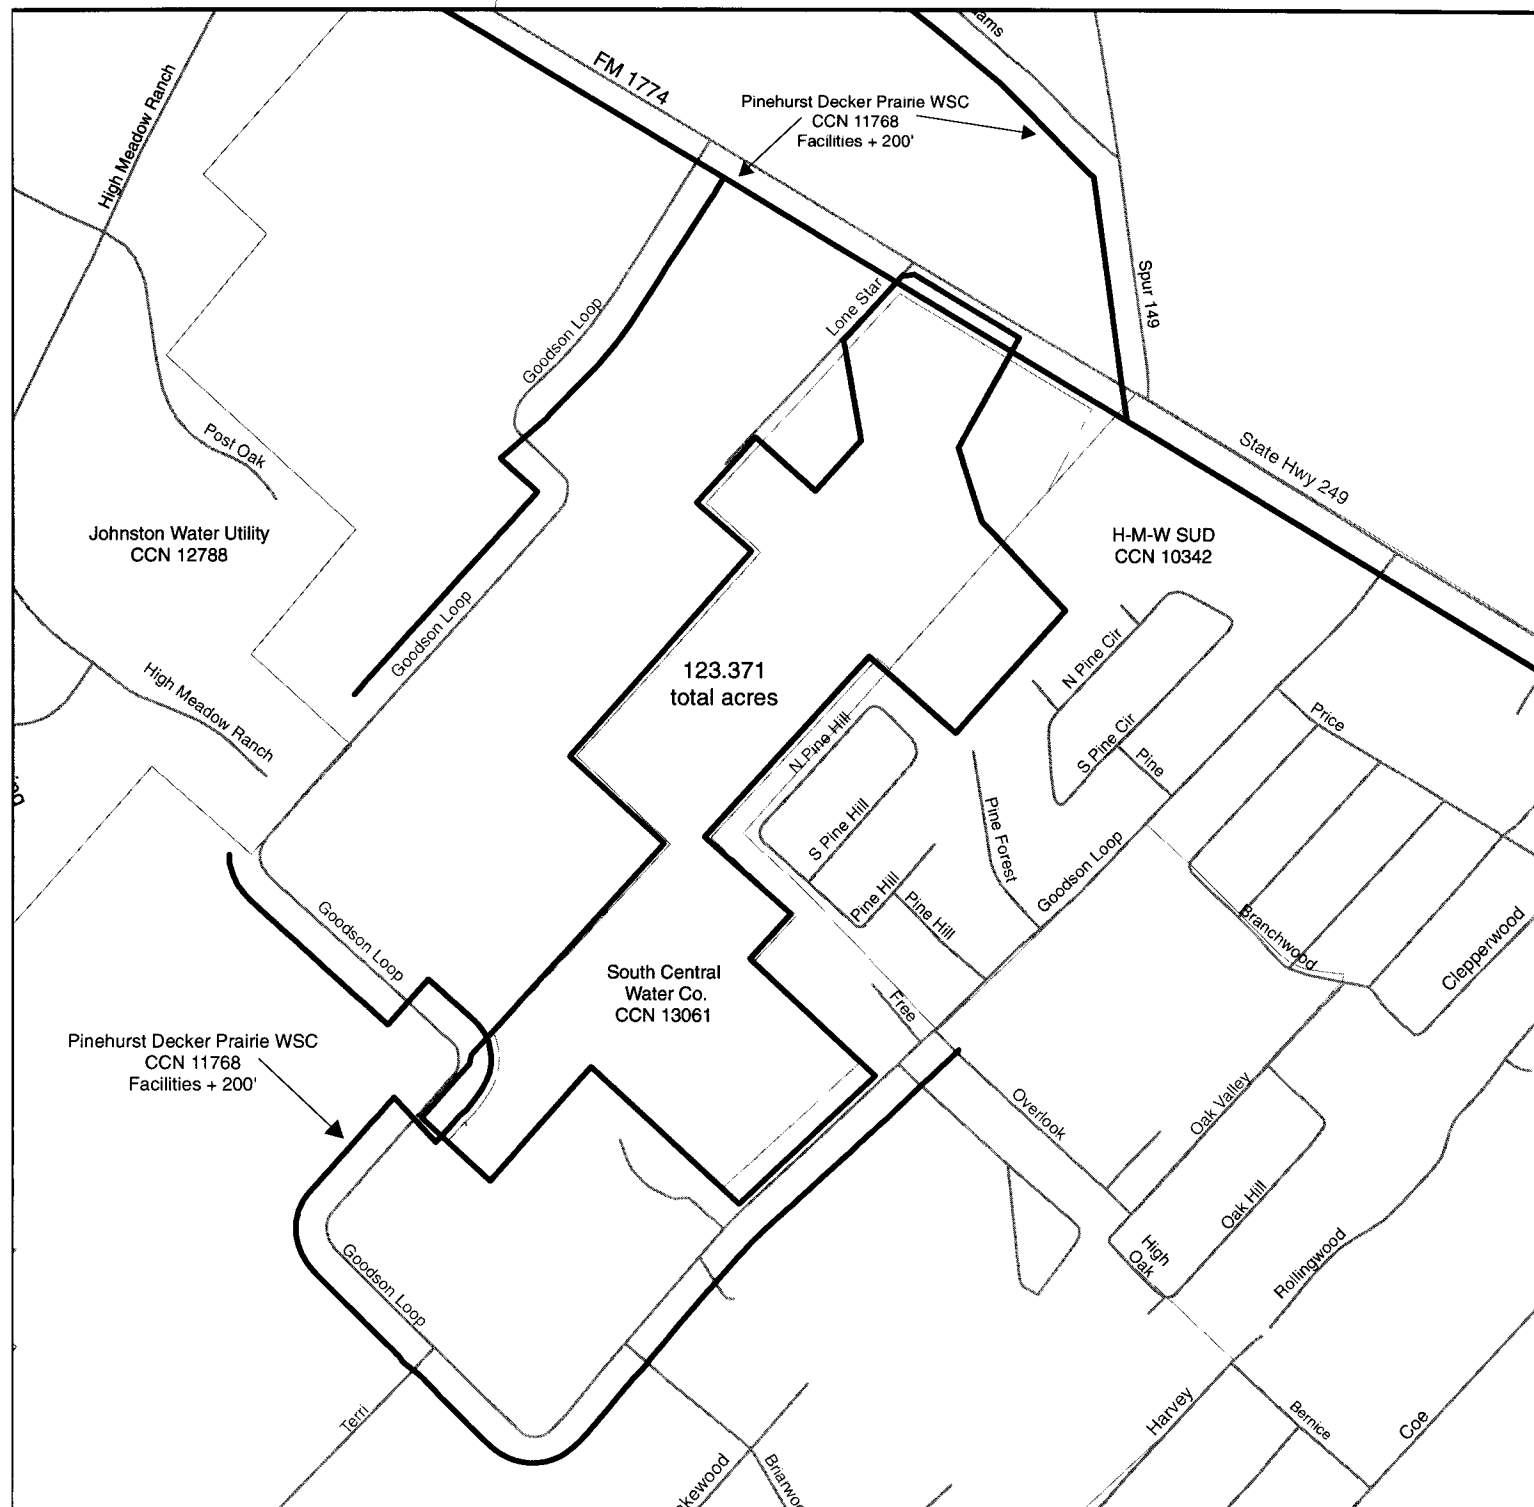 FM 1774
High Meadow Ranch
Pinehurst Decker Prairie WSC
CCN 11768
Facilities + 200'
Spur 149
Lone Star
Goodson Loop
Post Oak
State Hwy 249
Johnston Water Utility
CCN 12788
H-M-W SUD
CCN 10342
Goodson Loop
High Meadow Ranch
123.371
total acres
N Pine Cir
S Pine Cir
Pine
Price
N Pine Hill
S Pine Hill
Pine Hill
Pine Hill
Pine Forest
Goodson Loop
Branchwood
Clepperwood
Goodson Loop
South Central
Water Co.
CCN 13061
Free
Pinehurst Decker Prairie WSC
CCN 11768
Facilities + 200'
Overlook
Oak Valley
Oak Hill
High
Oak
Rollingwood
Goodson Loop
Terri
Harvey
Bernice
Coe